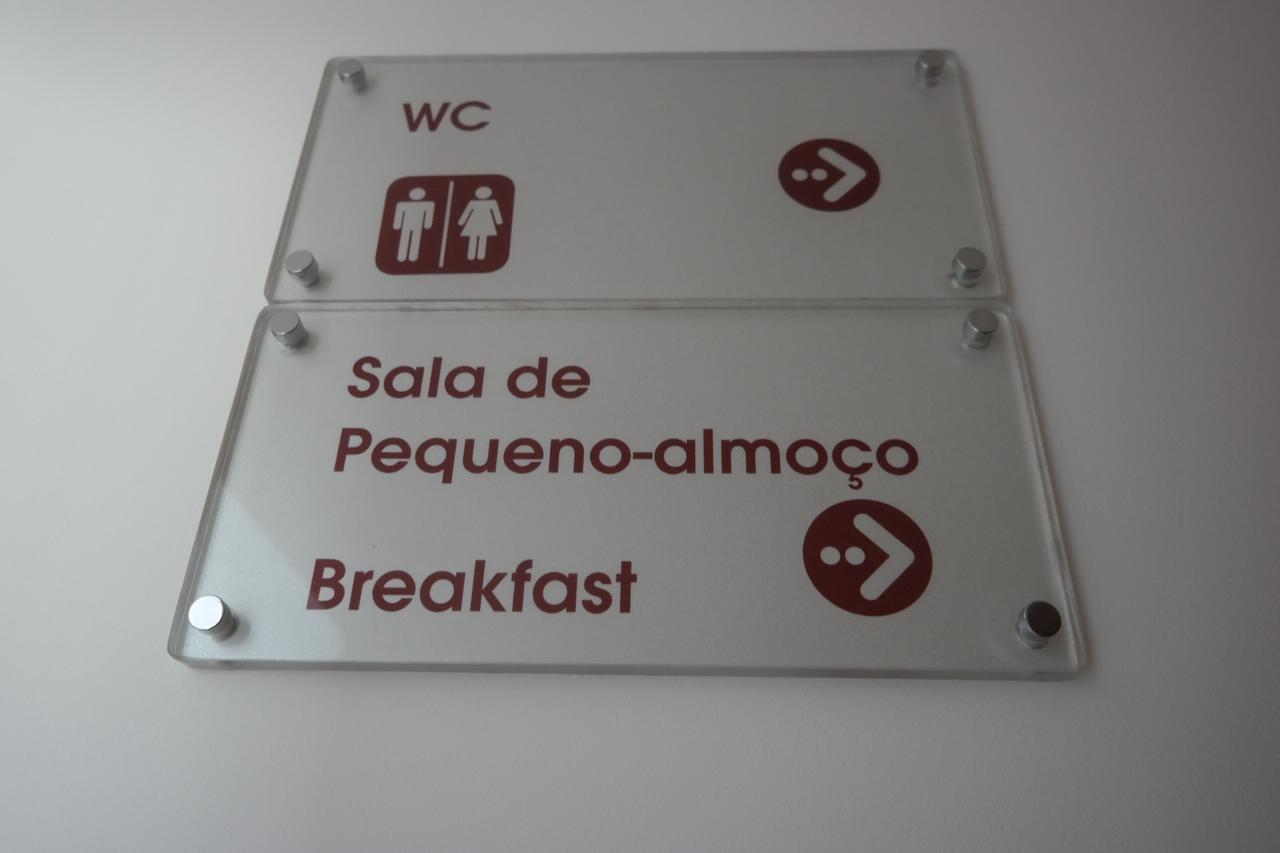 WC
Sala de
Pequeno-almoço
Breakfast